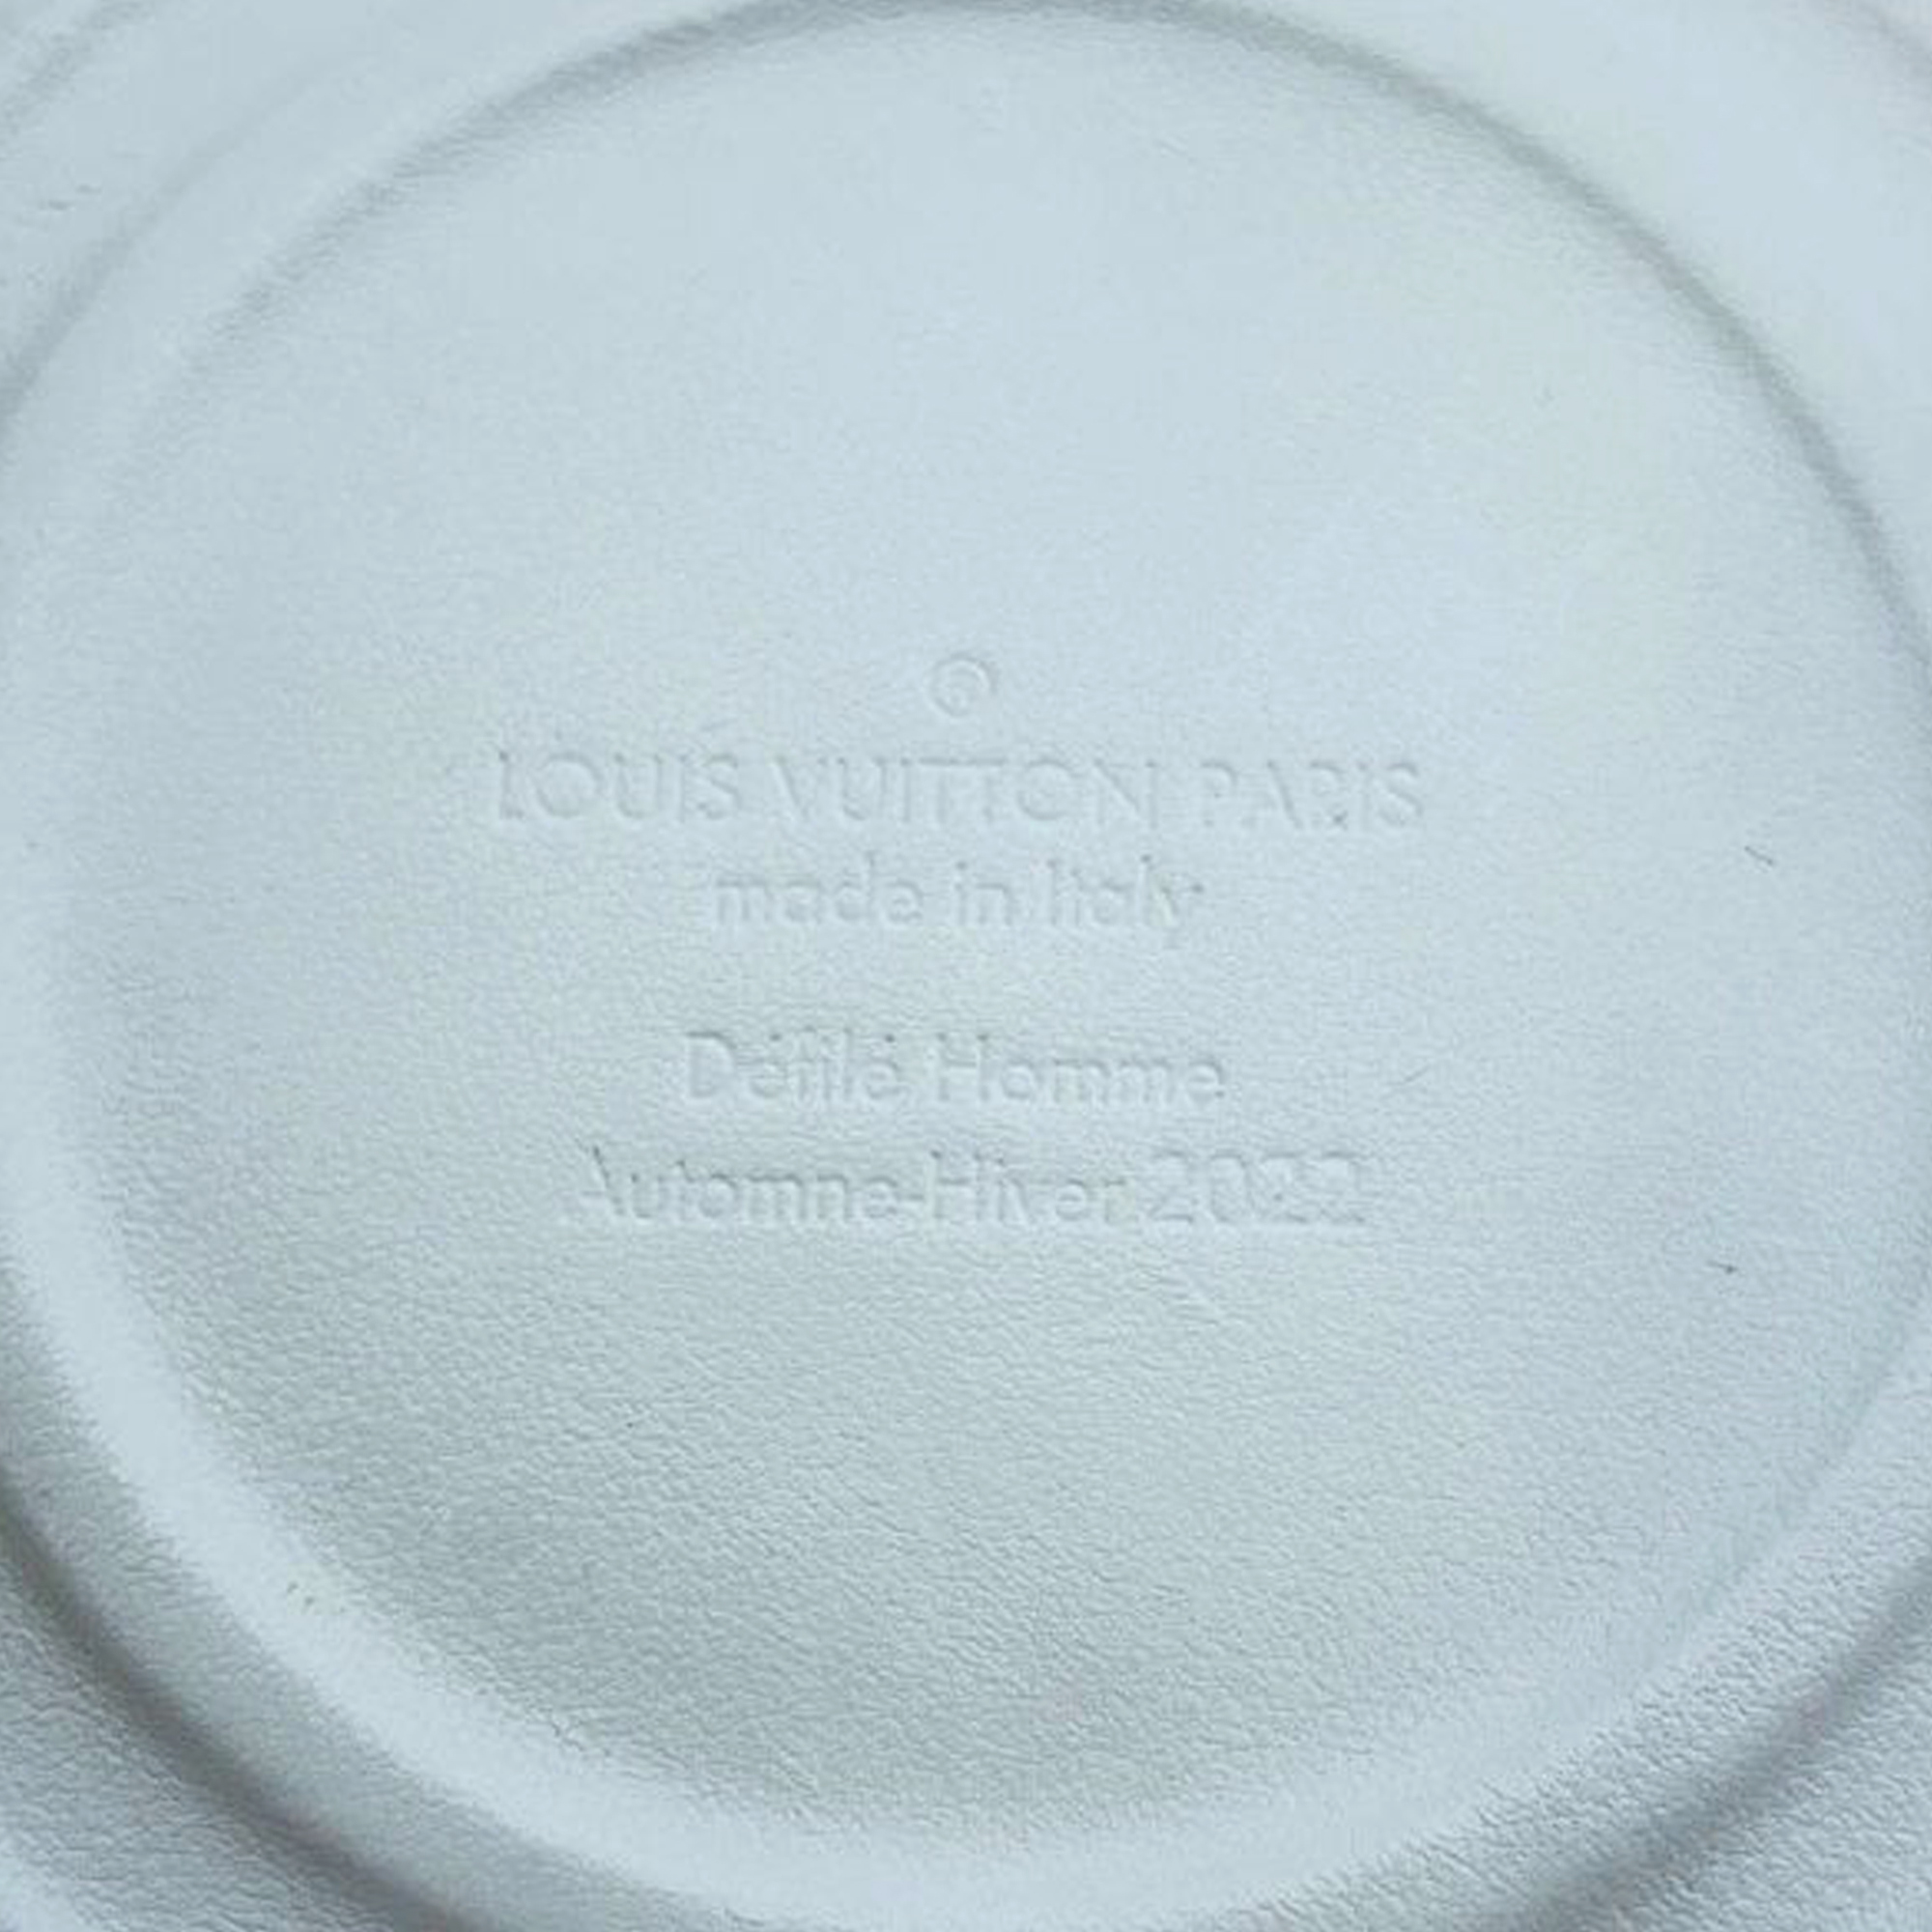 ®
LOUIS VUITTON PARIS
made in Italy
Défilé Homme
Automne-Hiver 2022